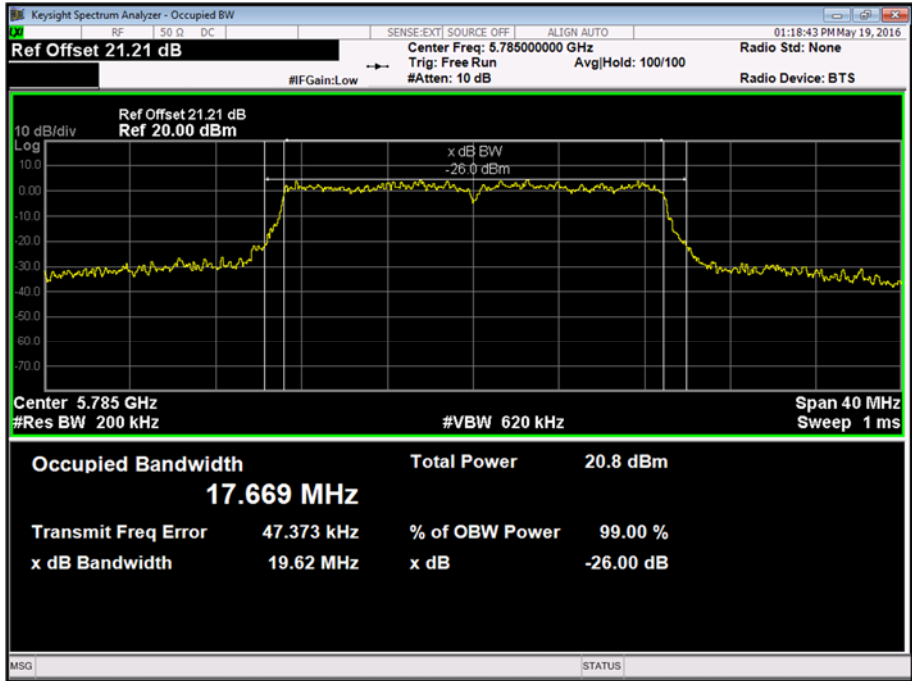 Keysight Spectrum Analyzer - Occupied BW
LXI RF 50 Ω DC SENSE:EXT SOURCE OFF ALIGN AUTO 01:18:43 PM May 19, 2016
Ref Offset 21.21 dB
Center Freq: 5.785000000 GHz
Radio Std: None
Trig: Free Run Avg|Hold: 100/100
#IFGain:Low #Atten: 10 dB Radio Device: BTS
Ref Offset 21.21 dB
10 dB/div Ref 20.00 dBm
Log
x dB BW
-26.0 dBm
10.0
0.00
-10.0
-20.0
-30.0
-40.0
-50.0
-60.0
-70.0
Center 5.785 GHz Span 40 MHz
#Res BW 200 kHz #VBW 620 kHz Sweep 1 ms
Occupied Bandwidth Total Power 20.8 dBm
17.669 MHz
Transmit Freq Error 47.373 kHz % of OBW Power 99.00 %
x dB Bandwidth 19.62 MHz x dB -26.00 dB
MSG STATUS